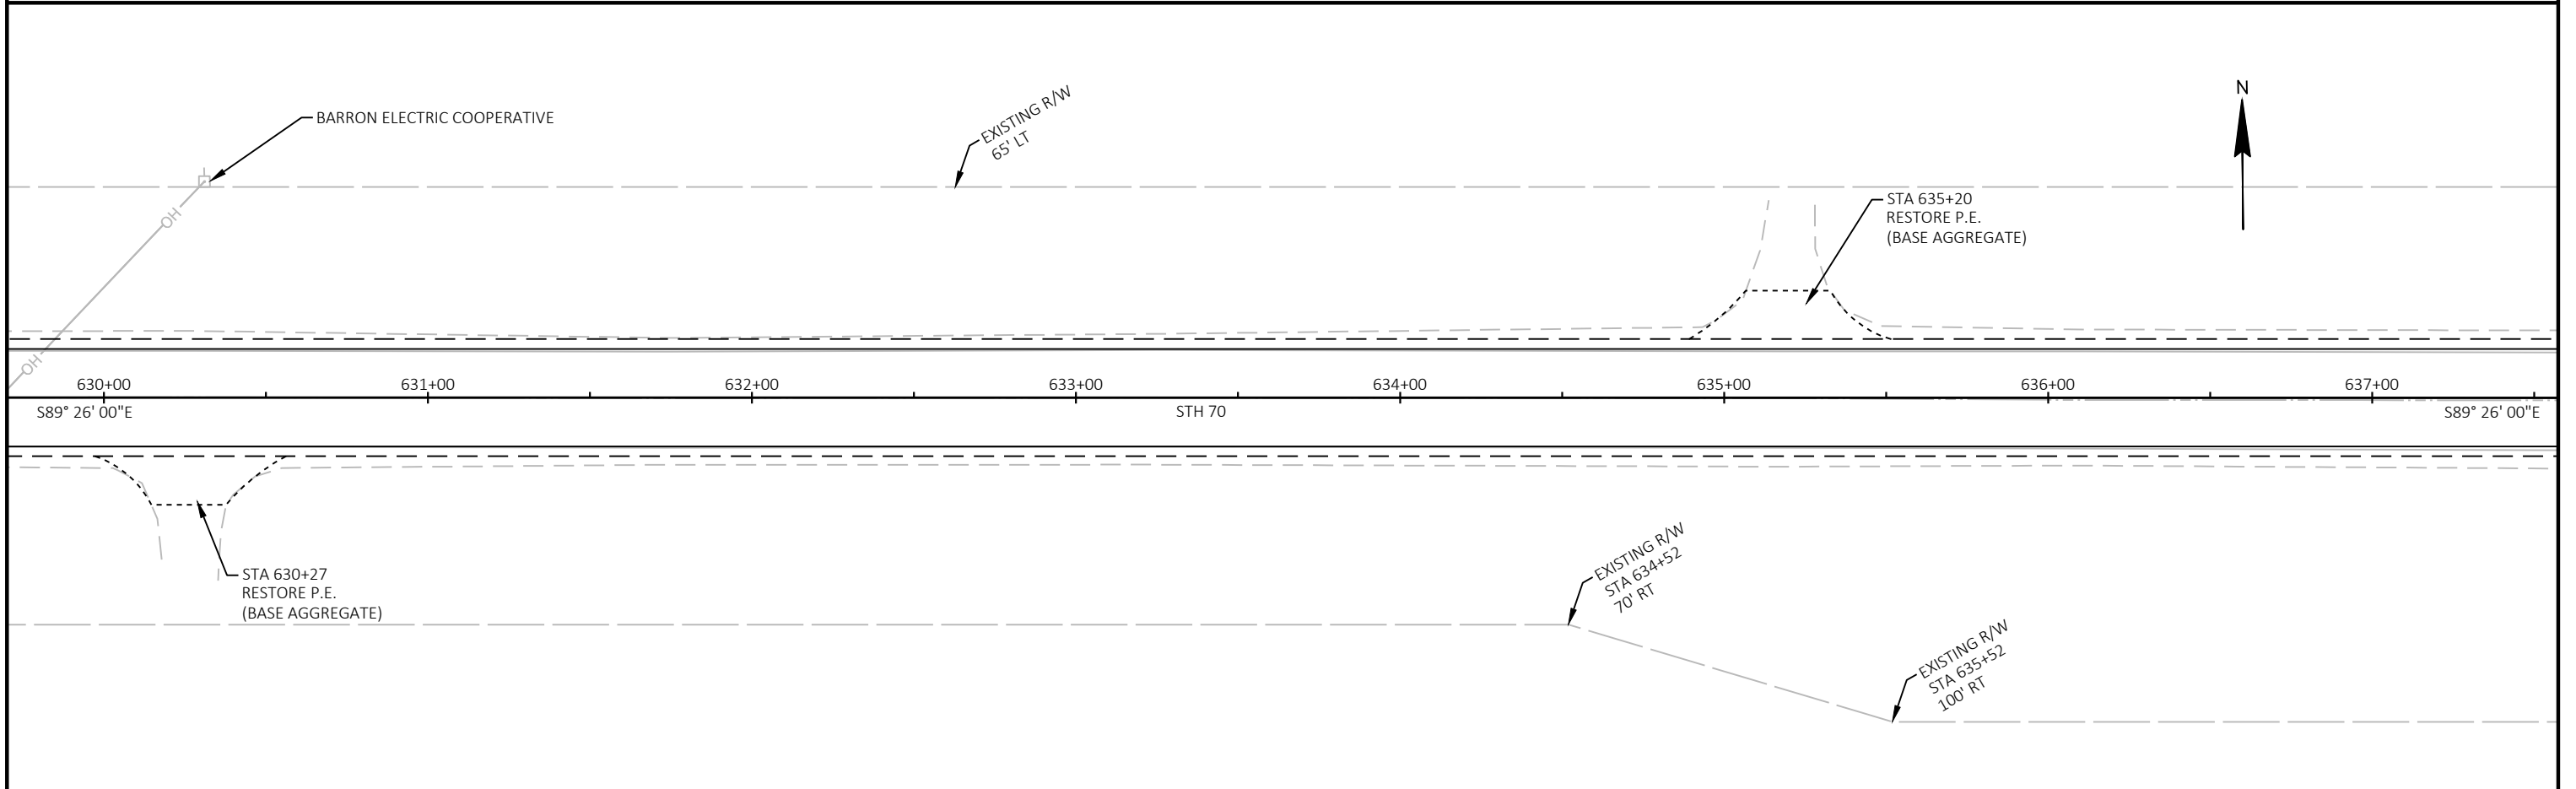 N
BARRON ELECTRIC COOPERATIVE
EXISTING R/W
65' LT
STA 635+20
RESTORE P.E.
(BASE AGGREGATE)
OH
OH
630+00
631+00
632+00
633+00
634+00
635+00
636+00
637+00
S89° 26' 00"E
STH 70
S89° 26' 00"E
STA 630+27
RESTORE P.E.
(BASE AGGREGATE)
EXISTING R/W
STA 634+52
70' RT
EXISTING R/W
STA 635+52
100' RT